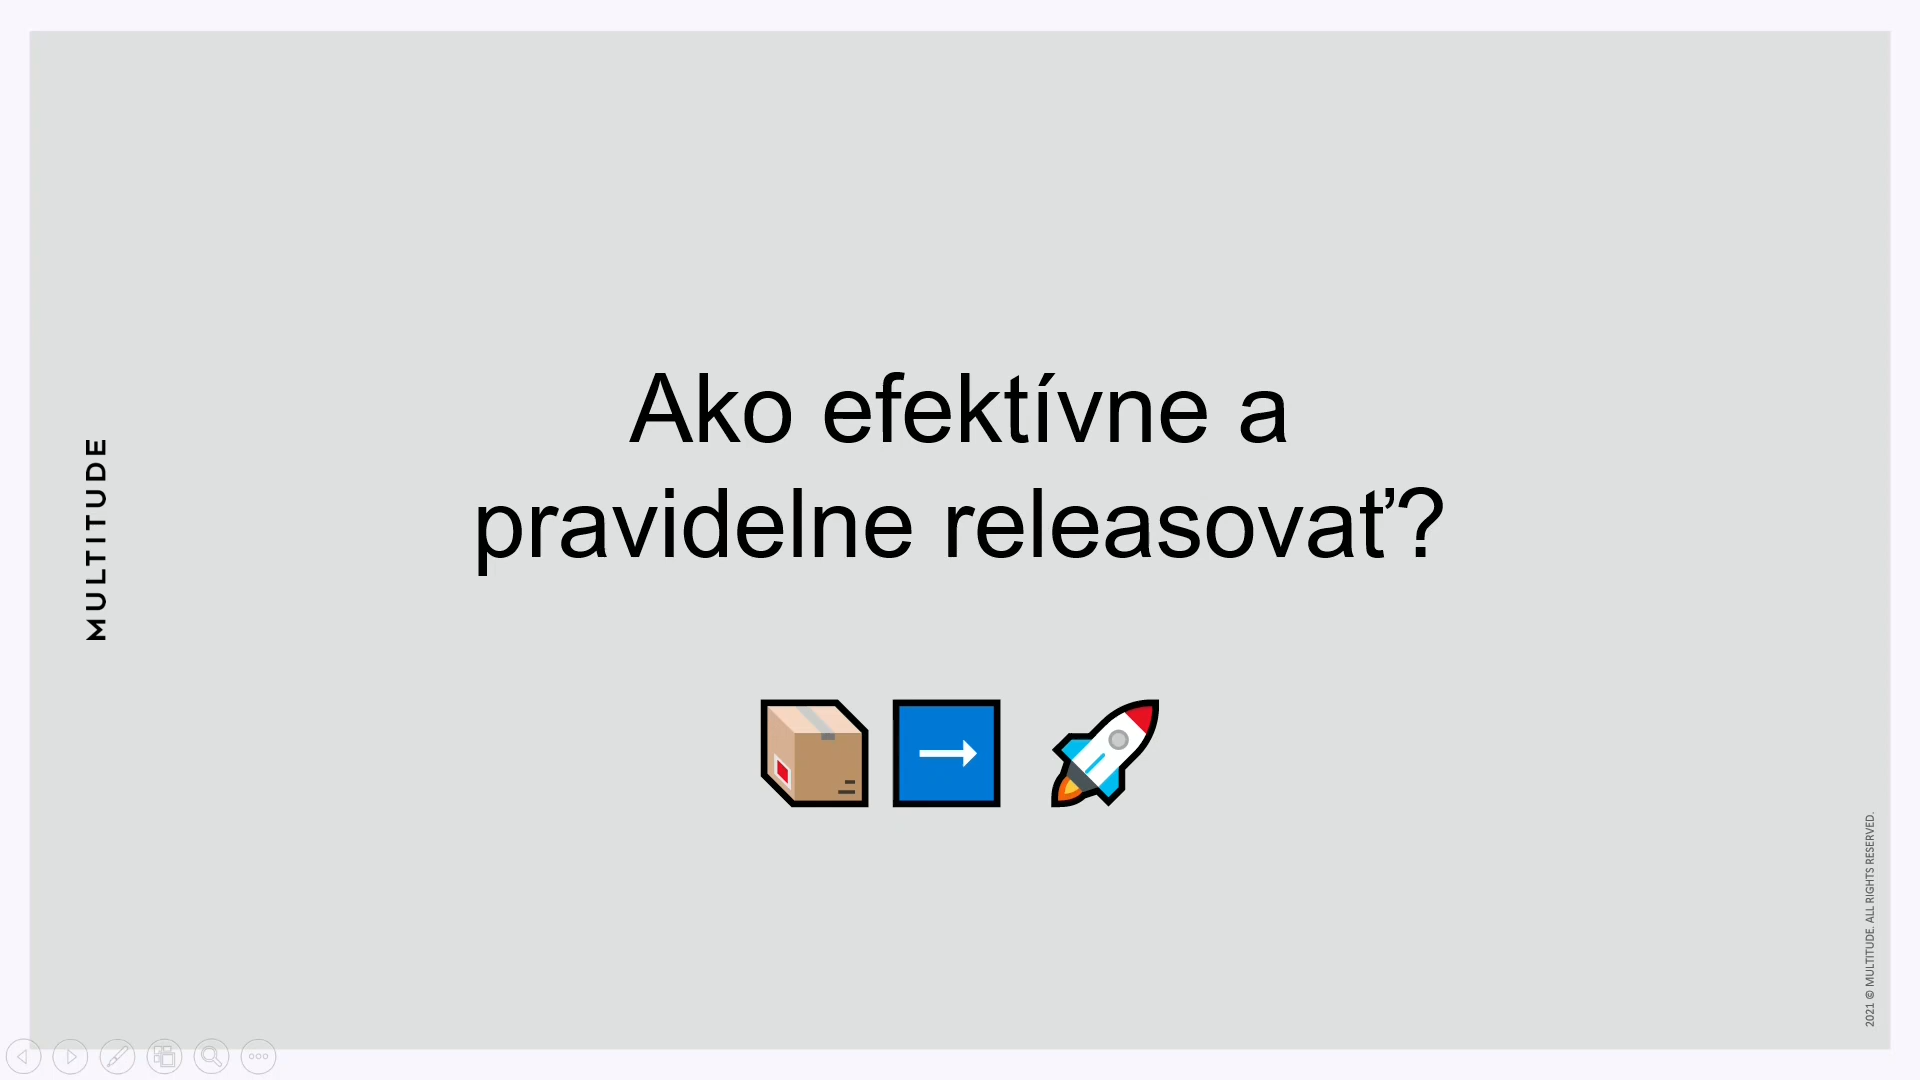 MULTITUDE
Ako efektívne a
pravidelne releasovať?
2021 © MULTITUDE. ALL RIGHTS RESERVED.